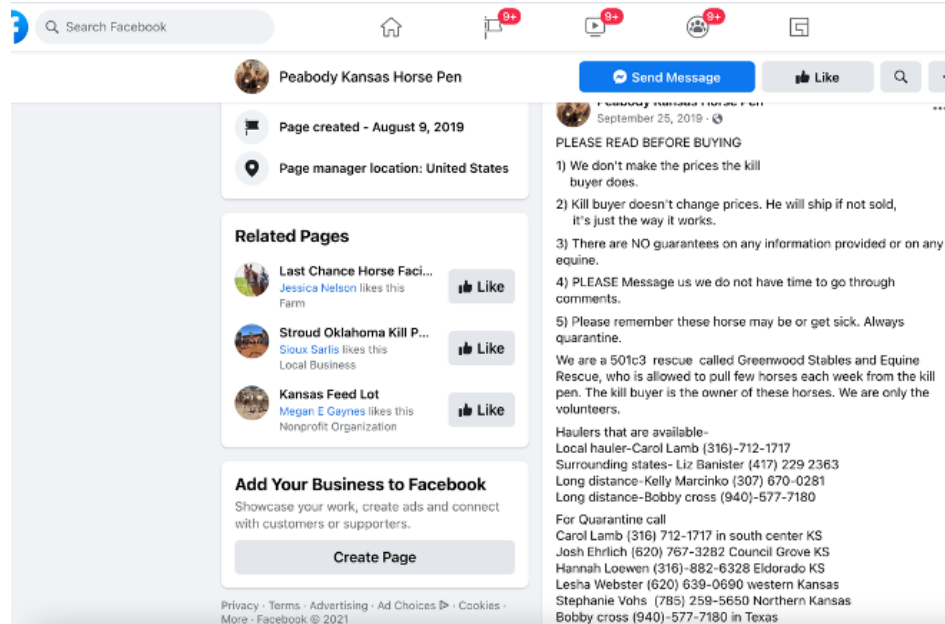 Search Facebook
9+
9+
9+
Peabody Kansas Horse Pen
Send Message
Like
Page created - August 9, 2019
Page manager location: United States
Related Pages
Last Chance Horse Faci...
Jessica Nelson likes this
Farm
Like
Stroud Oklahoma Kill P...
Sioux Sarlis likes this
Local Business
Like
Kansas Feed Lot
Megan E Gaynes likes this
Nonprofit Organization
Like
Add Your Business to Facebook
Showcase your work, create ads and connect
with customers or supporters.
Create Page
Privacy · Terms · Advertising · Ad Choices · Cookies ·
More · Facebook © 2021
Peabody Kansas Horse Pen
September 25, 2019 ·
PLEASE READ BEFORE BUYING
1) We don't make the prices the kill
buyer does.
2) Kill buyer doesn't change prices. He will ship if not sold,
it's just the way it works.
3) There are NO guarantees on any information provided or on any
equine.
4) PLEASE Message us we do not have time to go through
comments.
5) Please remember these horse may be or get sick. Always
quarantine.
We are a 501c3 rescue called Greenwood Stables and Equine
Rescue, who is allowed to pull few horses each week from the kill
pen. The kill buyer is the owner of these horses. We are only the
volunteers.
Haulers that are available-
Local hauler-Carol Lamb (316)-712-1717
Surrounding states- Liz Banister (417) 229 2363
Long distance-Kelly Marcinko (307) 670-0281
Long distance-Bobby cross (940)-577-7180
For Quarantine call
Carol Lamb (316) 712-1717 in south center KS
Josh Ehrlich (620) 767-3282 Council Grove KS
Hannah Loewen (316)-882-6328 Eldorado KS
Lesha Webster (620) 639-0690 western Kansas
Stephanie Vohs (785) 259-5650 Northern Kansas
Bobby cross (940)-577-7180 in Texas